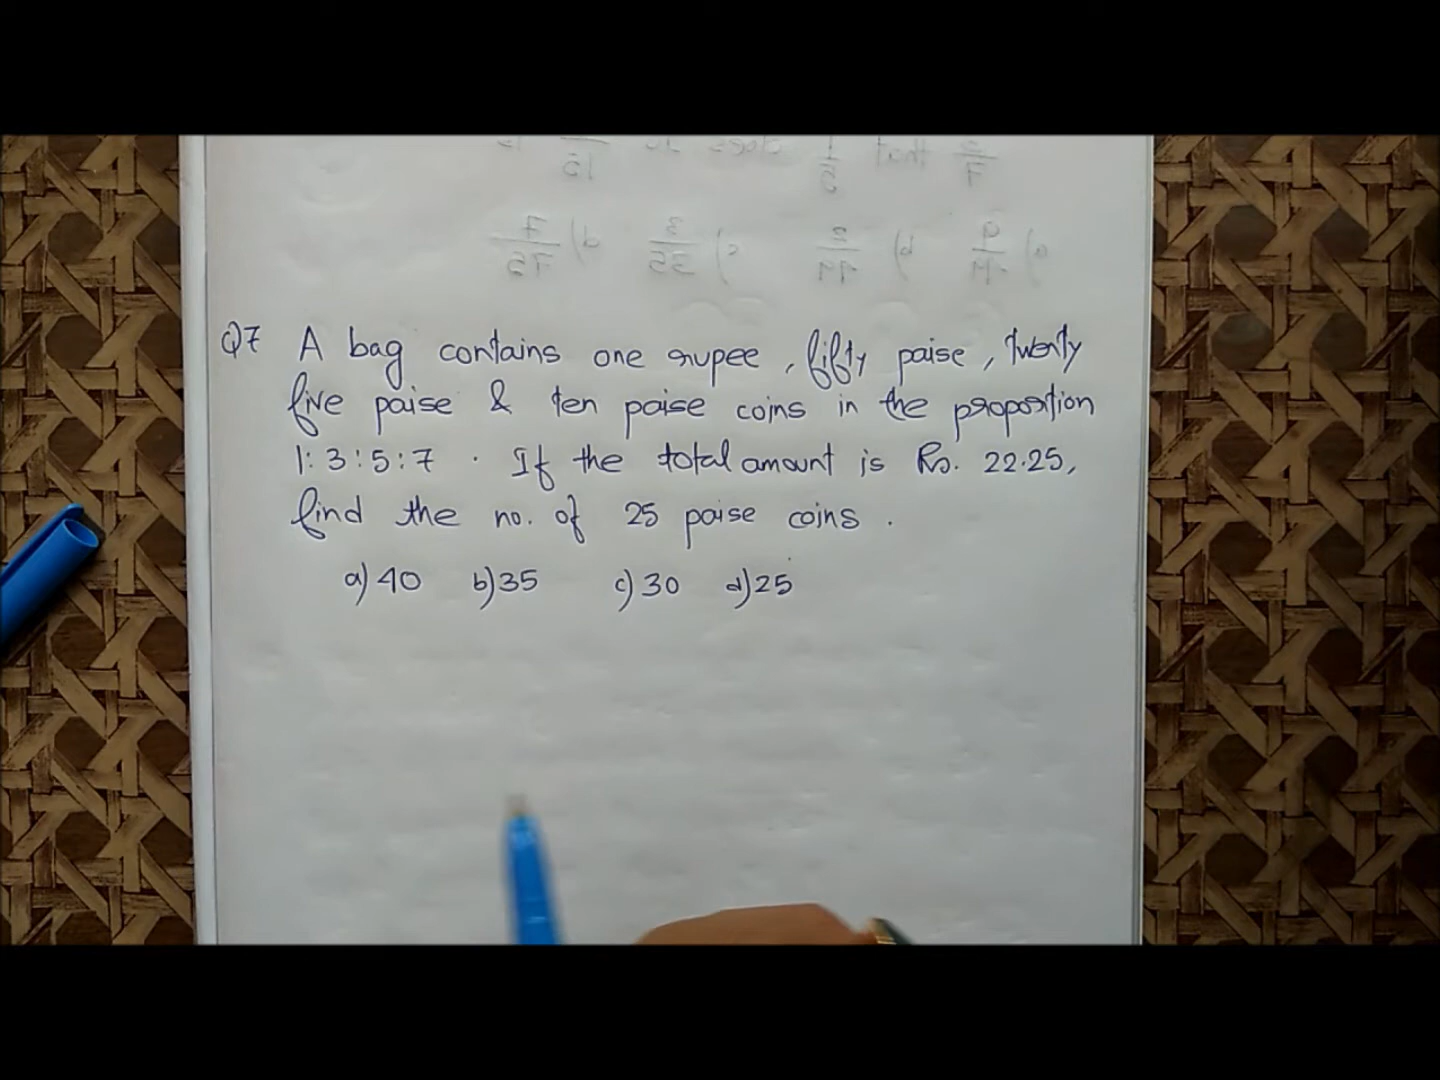 Q7 A bag contains one rupee, fifty paise, twenty
five paise & ten paise coins in the proportion
1:3:5:7. If the total amount is Rs. 22.25,
find the no. of 25 paise coins.
a) 40 b) 35 c) 30 d) 25